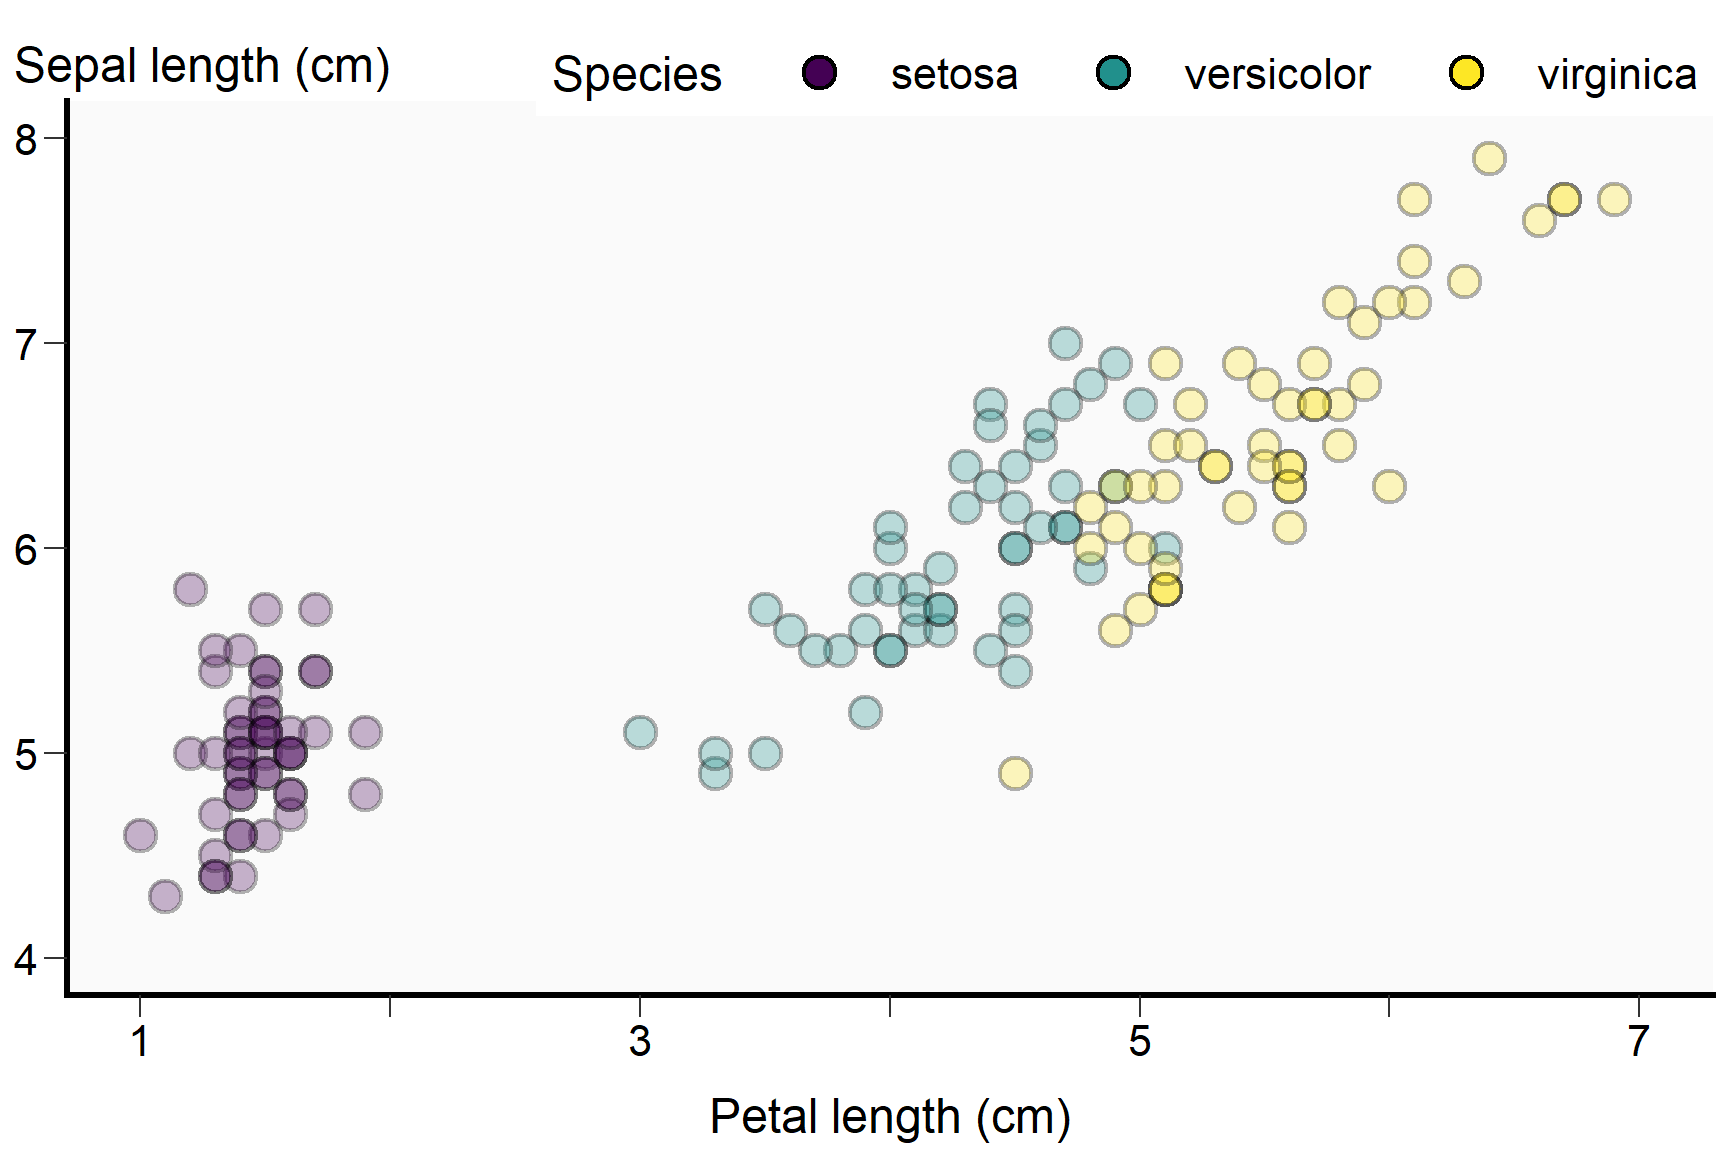 Sepal length (cm)
Species setosa versicolor virginica
8
7
6
5
4
1 3 5 7
Petal length (cm)